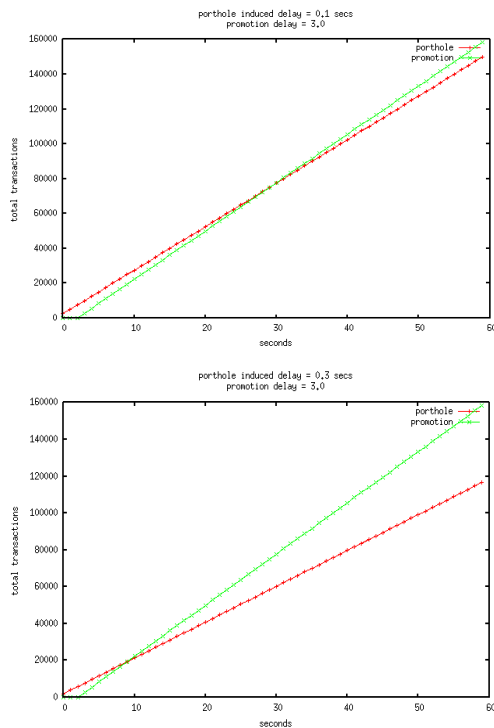 porthole induced delay = 0.1 secs
promotion delay = 3.0
160000
porthole
promotion
140000
120000
100000
80000
60000
40000
20000
0
total transactions
0 10 20 30 40 50 60
seconds
porthole induced delay = 0.3 secs
promotion delay = 3.0
160000
porthole
promotion
140000
120000
100000
80000
60000
40000
20000
0
total transactions
0 10 20 30 40 50 60
seconds